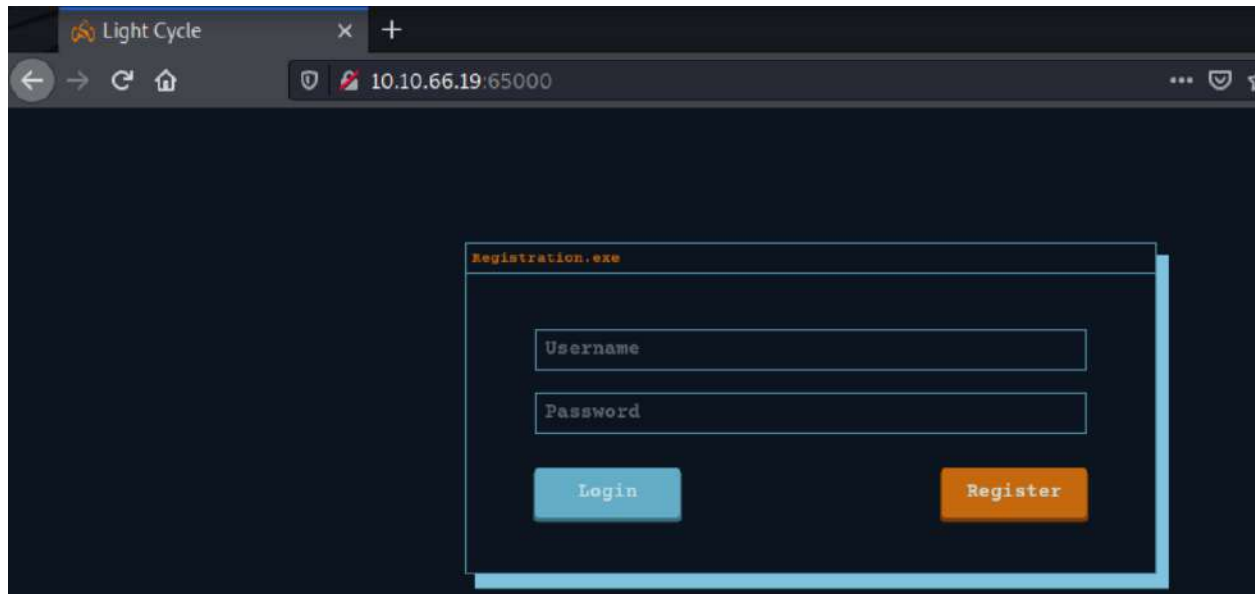 Light Cycle
10.10.66.19:65000
Registration.exe
Username
Password
Login Register